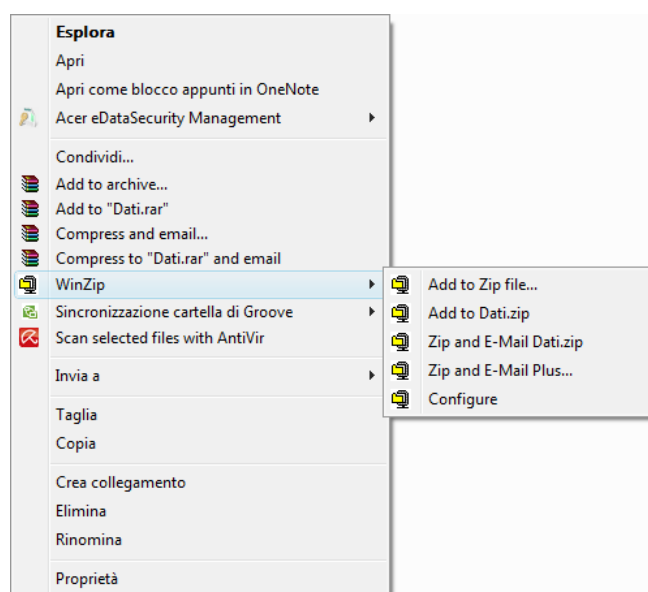 Esplora
Apri
Apri come blocco appunti in OneNote
Acer eDataSecurity Management
Condividi...
Add to archive...
Add to "Dati.rar"
Compress and email...
Compress to "Dati.rar" and email
WinZip
Sincronizzazione cartella di Groove
Scan selected files with AntiVir
Invia a
Taglia
Copia
Crea collegamento
Elimina
Rinomina
Proprietà
Add to Zip file...
Add to Dati.zip
Zip and E-Mail Dati.zip
Zip and E-Mail Plus...
Configure